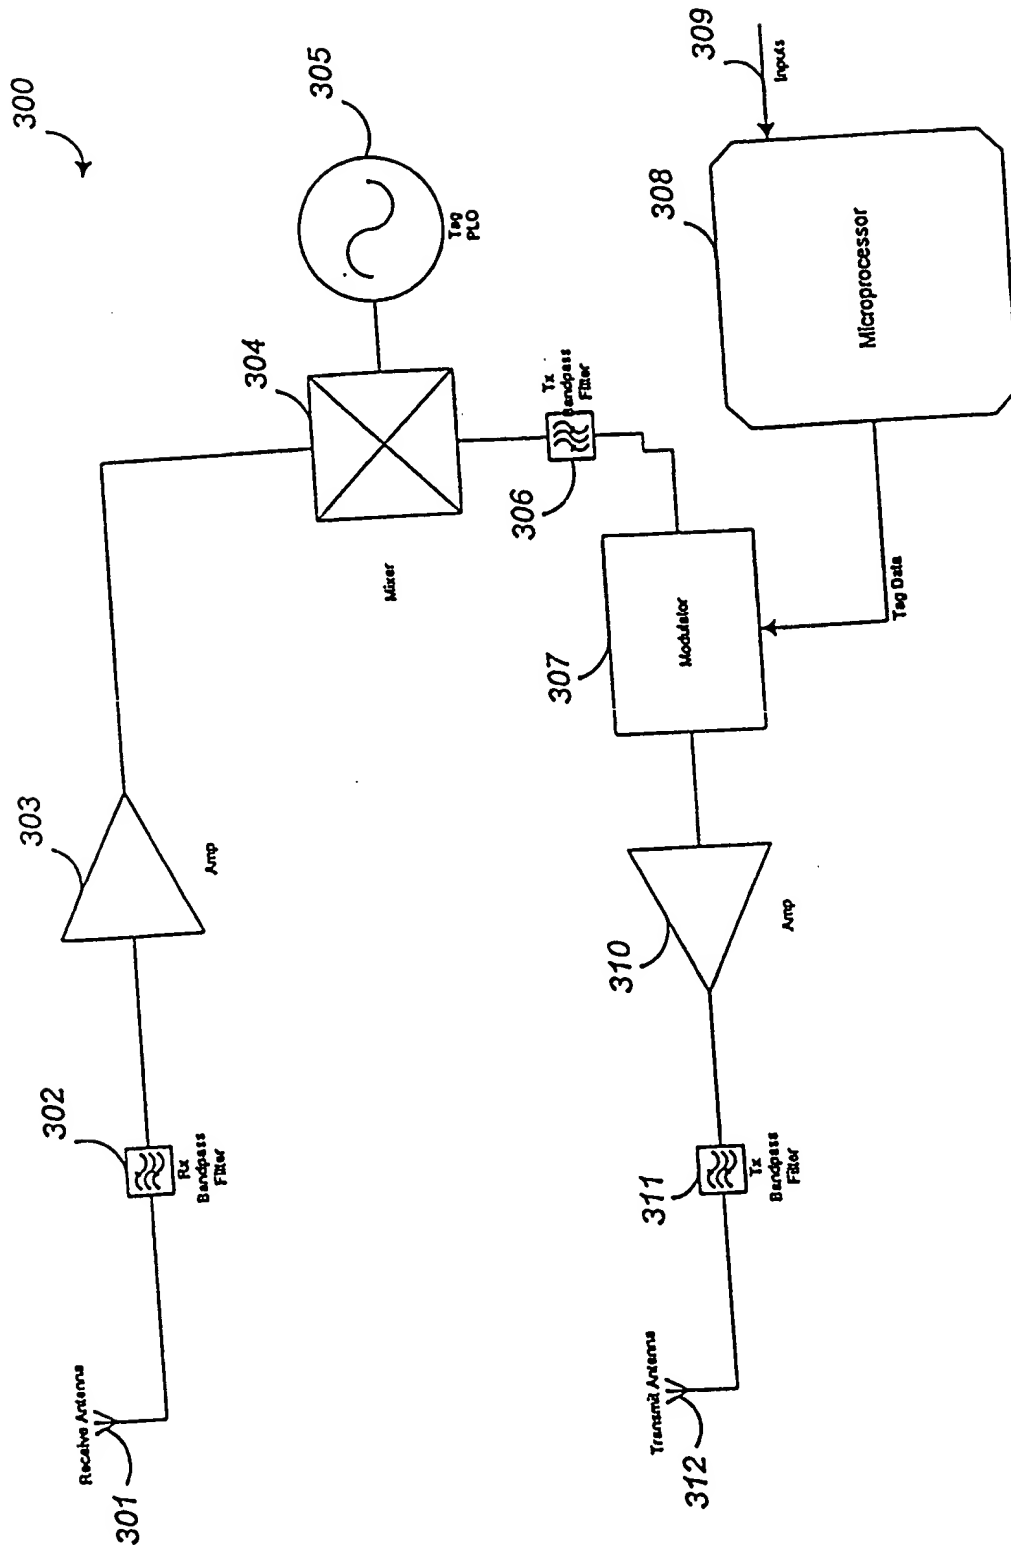 300
301
Receive Antenna
302
Rx
Bandpass
Filter
303
Amp
304
Mixer
305
Tag
PLO
306
Tx
Bandpass
Filter
307
Modulator
308
Microprocessor
309
Inputs
Tag Data
310
Amp
311
Tx
Bandpass
Filter
312
Transmit Antenna